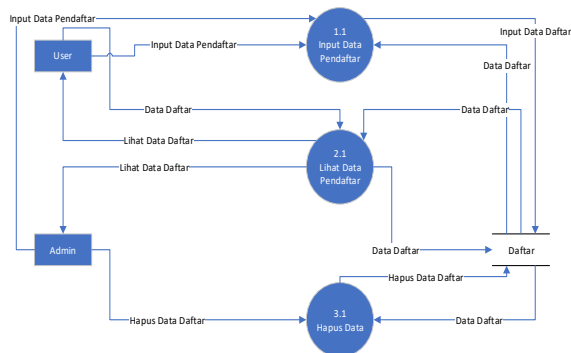 Input Data Pendaftar
1.1
Input Data
Pendaftar
Input Data Daftar
User
Input Data Pendaftar
Data Daftar
Data Daftar
Data Daftar
Lihat Data Daftar
2.1
Lihat Data
Pendaftar
Lihat Data Daftar
Admin
Data Daftar
Daftar
Hapus Data Daftar
3.1
Hapus Data
Hapus Data Daftar
Data Daftar